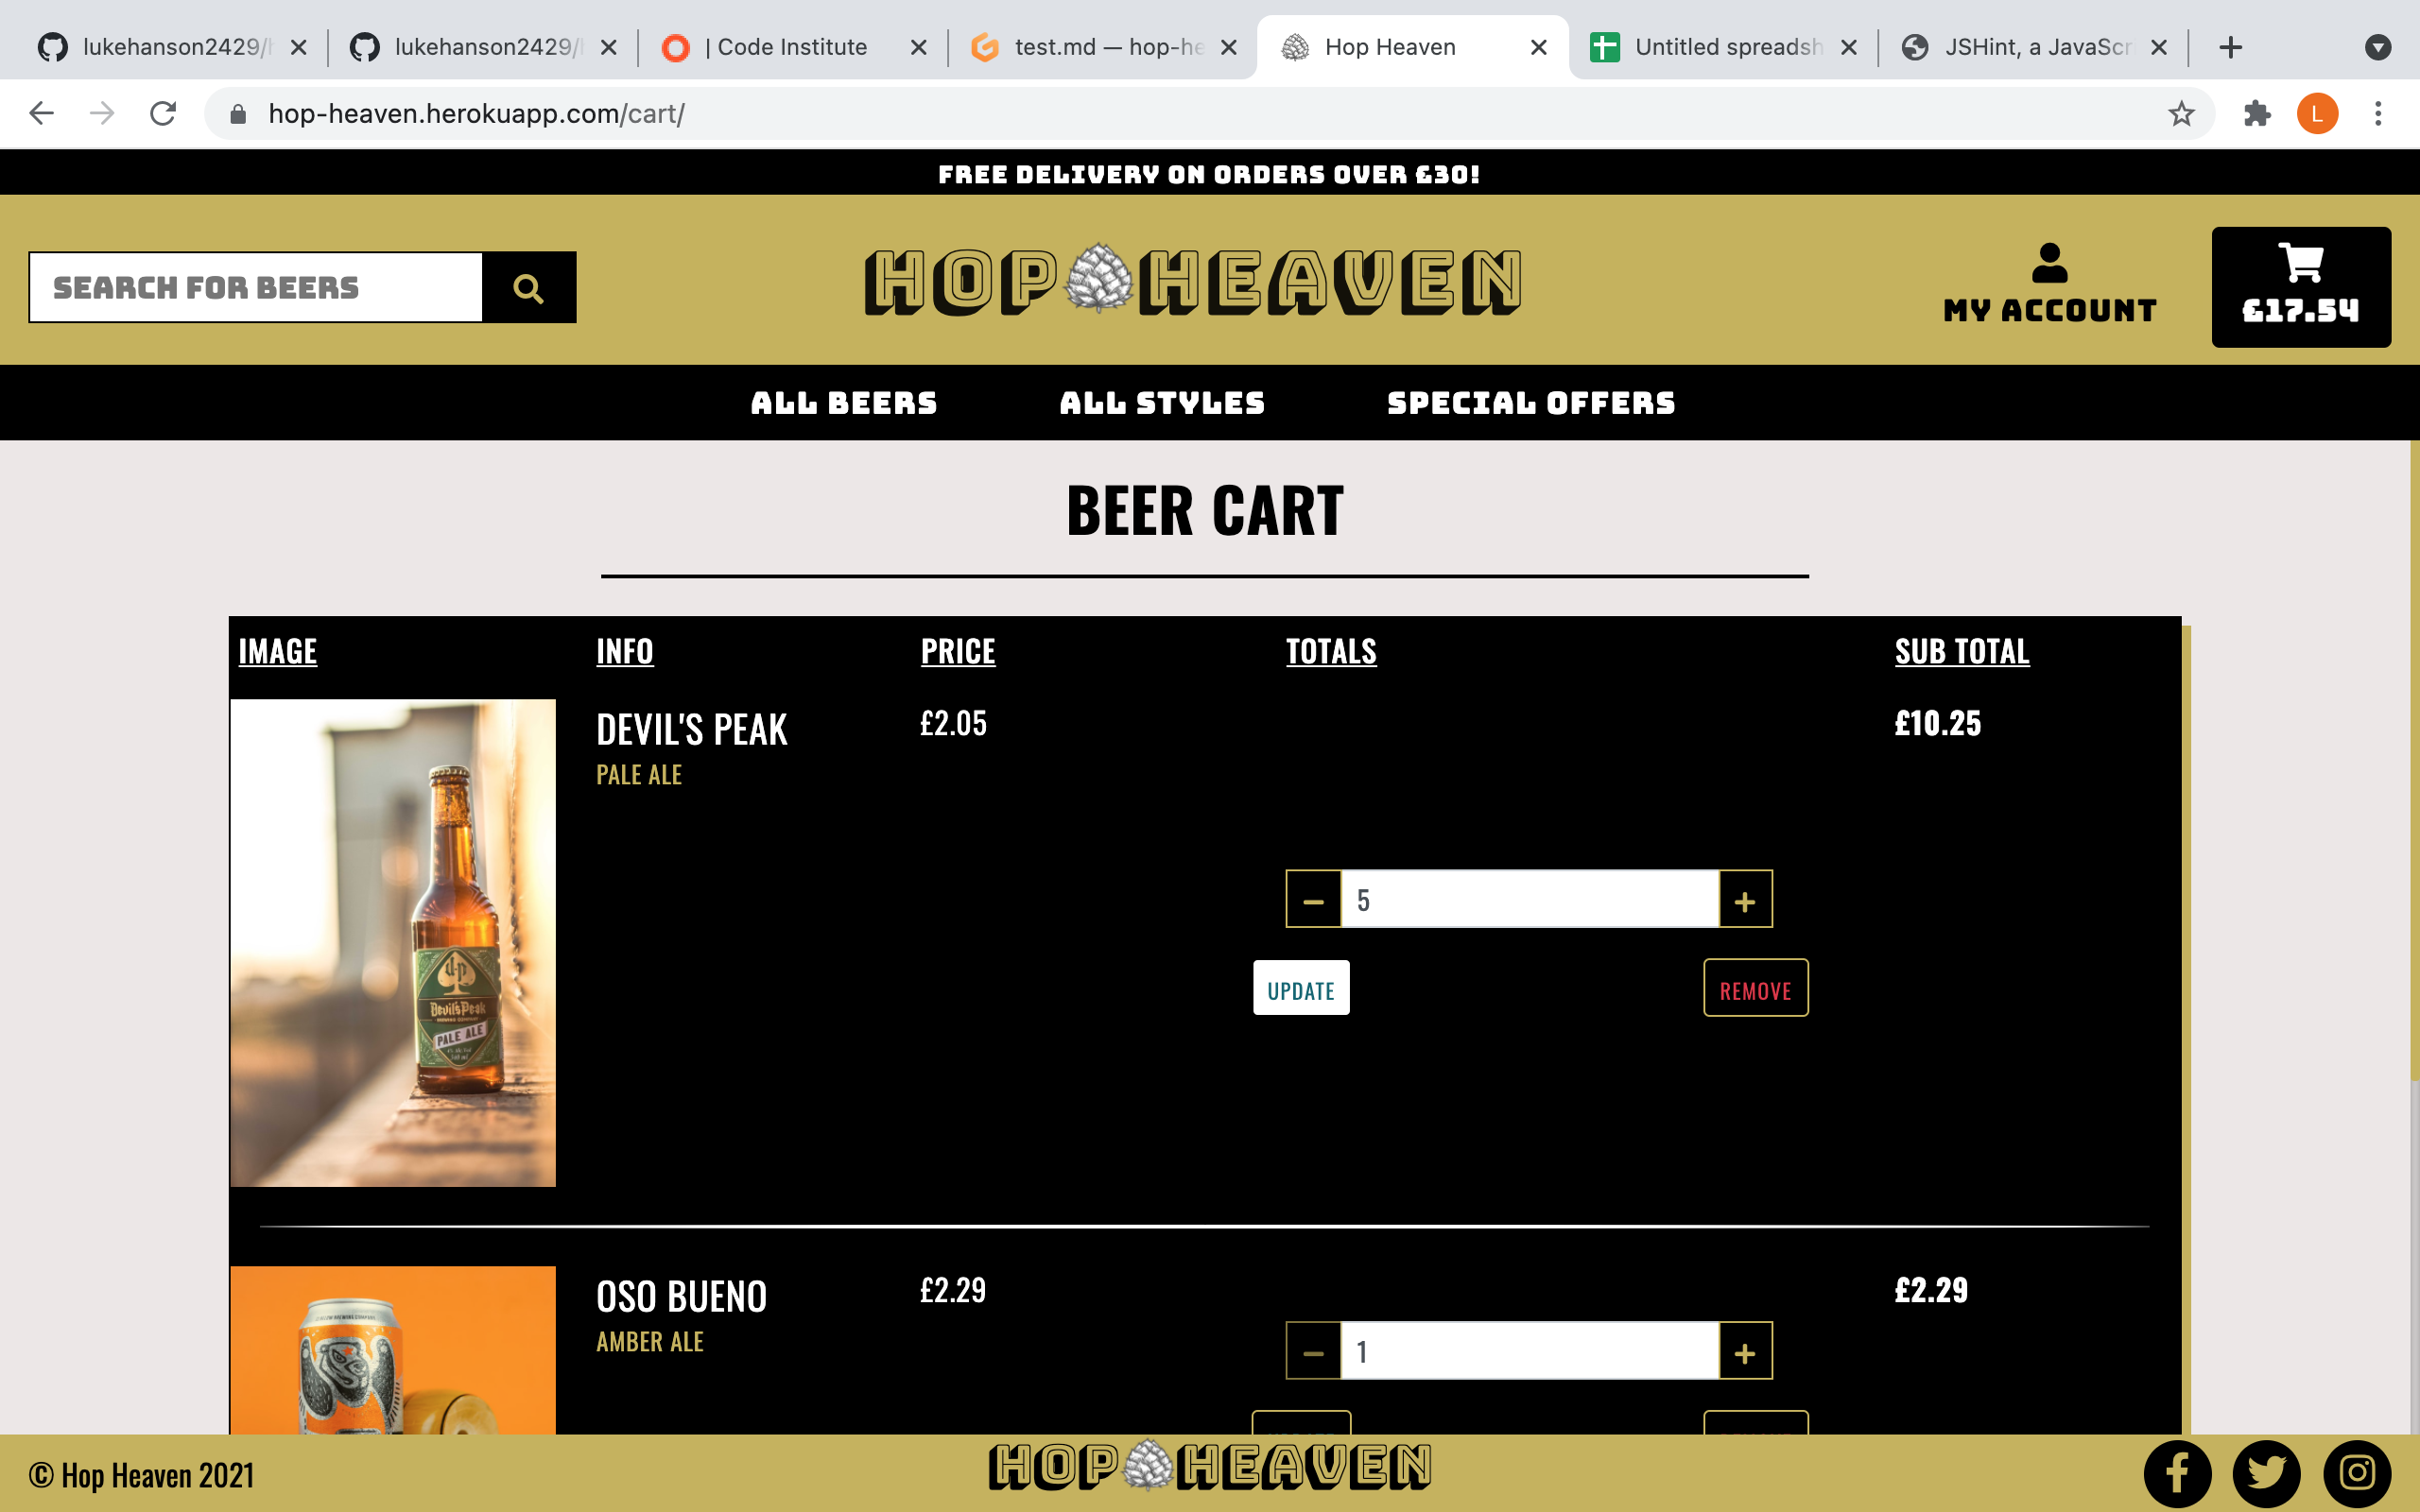 lukehanson2429/h
lukehanson2429/
| Code Institute
test.md — hop-he
Hop Heaven
Untitled spreadsh
JSHint, a JavaScr
hop-heaven.herokuapp.com/cart/
L
FREE DELIVERY ON ORDERS OVER £30!
SEARCH FOR BEERS
HOP HEAVEN
MY ACCOUNT
£17.54
ALL BEERS
ALL STYLES
SPECIAL OFFERS
BEER CART
IMAGE
INFO
PRICE
TOTALS
SUB TOTAL
DEVIL'S PEAK
£2.05
£10.25
PALE ALE
5
d·p
Devil's Peak
PALE ALE
UPDATE
REMOVE
OSO BUENO
£2.29
£2.29
AMBER ALE
1
© Hop Heaven 2021
HOP HEAVEN